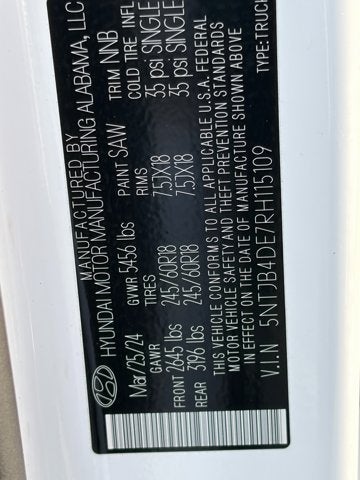 MANUFACTURED BY
HYUNDAI MOTOR MANUFACTURING ALABAMA, LLC
Mar/25/24 PAINT SAW TRIM NNB
GVWR 5456 lbs
GAWR TIRES RIMS COLD TIRE INFL
FRONT 2645 lbs 245/60R18 7.5JX18 35 psi SINGLE
REAR 3196 lbs 245/60R18 7.5JX18 35 psi SINGLE
THIS VEHICLE CONFORMS TO ALL APPLICABLE U.S.A. FEDERAL
MOTOR VEHICLE SAFETY AND THEFT PREVENTION STANDARDS
IN EFFECT ON THE DATE OF MANUFACTURE SHOWN ABOVE
V.I.N 5NTJB4DE7RH115109 TYPE:TRUCK